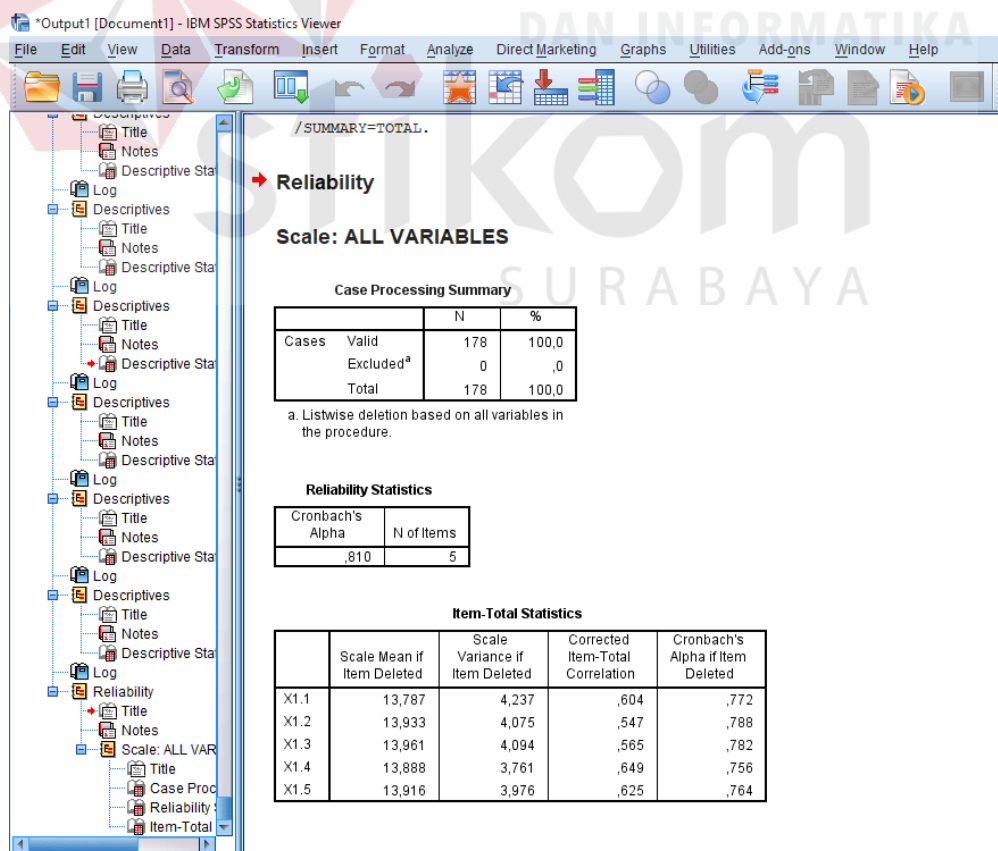 *Output1 [Document1] - IBM SPSS Statistics Viewer
DAN INFORMATIKA
File Edit View Data Transform Insert Format Analyze Direct Marketing Graphs Utilities Add-ons Window Help
stikom
SURABAYA
Descriptives
Title
Notes
Descriptive Sta
Log
Descriptives
Title
Notes
Descriptive Sta
Log
Descriptives
Title
Notes
Descriptive Sta
Log
Descriptives
Title
Notes
Descriptive Sta
Log
Descriptives
Title
Notes
Descriptive Sta
Log
Descriptives
Title
Notes
Descriptive Sta
Log
Reliability
Title
Notes
Scale: ALL VAR
Title
Case Proc
Reliability
Item-Total
/SUMMARY=TOTAL.
Reliability
Scale: ALL VARIABLES
Case Processing Summary
N %
Cases Valid 178 100,0
Excludedª 0 ,0
Total 178 100,0
a. Listwise deletion based on all variables in
the procedure.
Reliability Statistics
Cronbach's
Alpha N of Items
,810 5
Item-Total Statistics
Scale Mean if Item Deleted Scale Variance if Item Deleted Corrected Item-Total Correlation Cronbach's Alpha if Item Deleted
X1.1 13,787 4,237 ,604 ,772
X1.2 13,933 4,075 ,547 ,788
X1.3 13,961 4,094 ,565 ,782
X1.4 13,888 3,761 ,649 ,756
X1.5 13,916 3,976 ,625 ,764